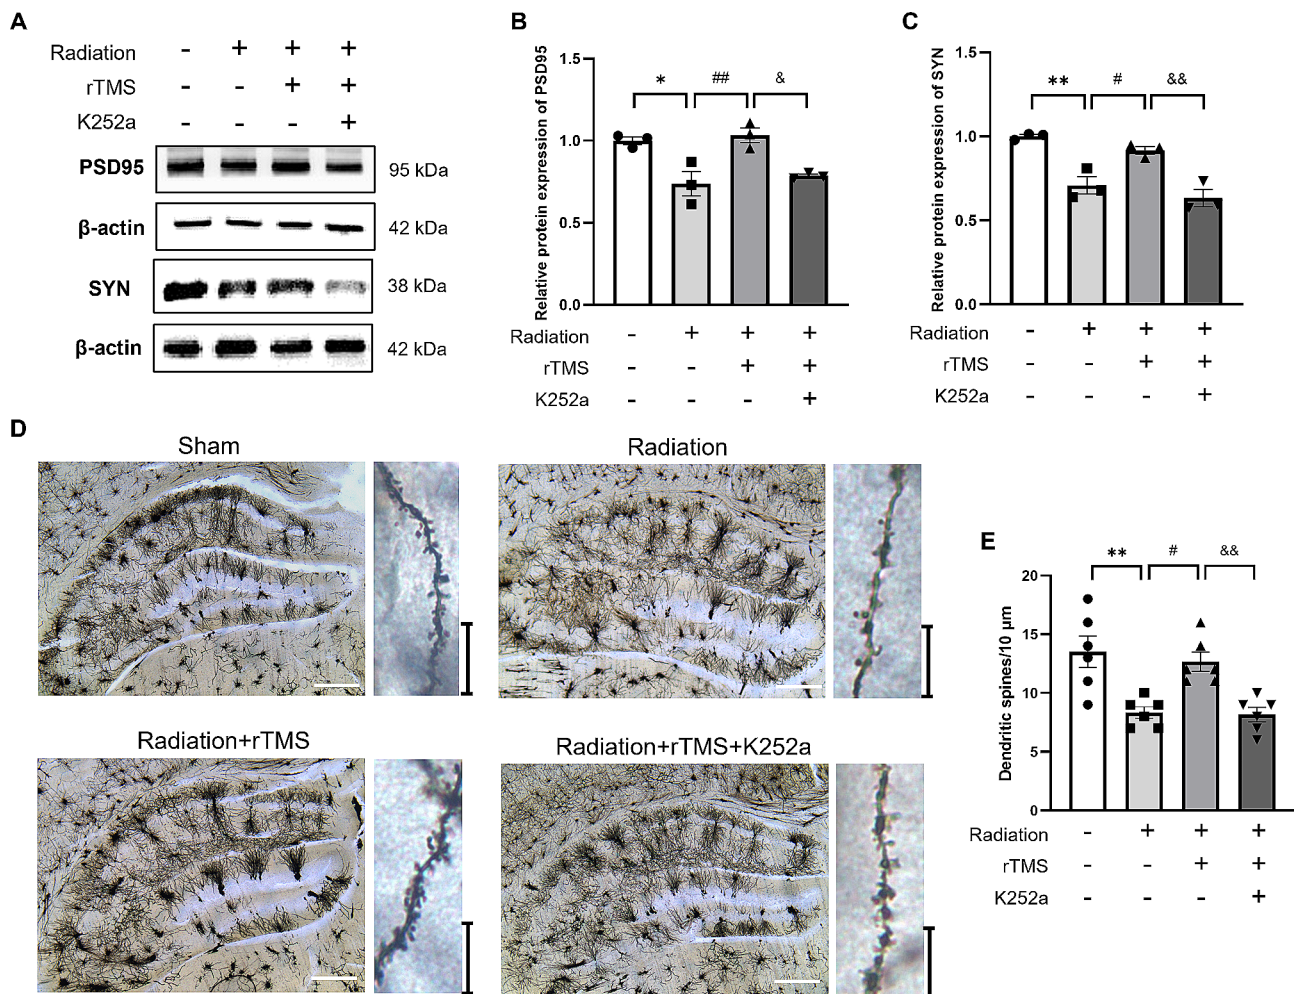 A
Radiation - + + +
rTMS - - + +
K252a - - - +
PSD95 95 kDa
β-actin 42 kDa
SYN 38 kDa
β-actin 42 kDa
B
Relative protein expression of PSD95
1.5
1.0
0.5
0.0
* ## &
Radiation - + + +
rTMS - - + +
K252a - - - +
C
Relative protein expression of SYN
1.5
1.0
0.5
0.0
** # &&
Radiation - + + +
rTMS - - + +
K252a - - - +
D
Sham
Radiation
Radiation+rTMS
Radiation+rTMS+K252a
E
Dendritic spines/10 μm
20
15
10
5
0
** # &&
Radiation - + + +
rTMS - - + +
K252a - - - +